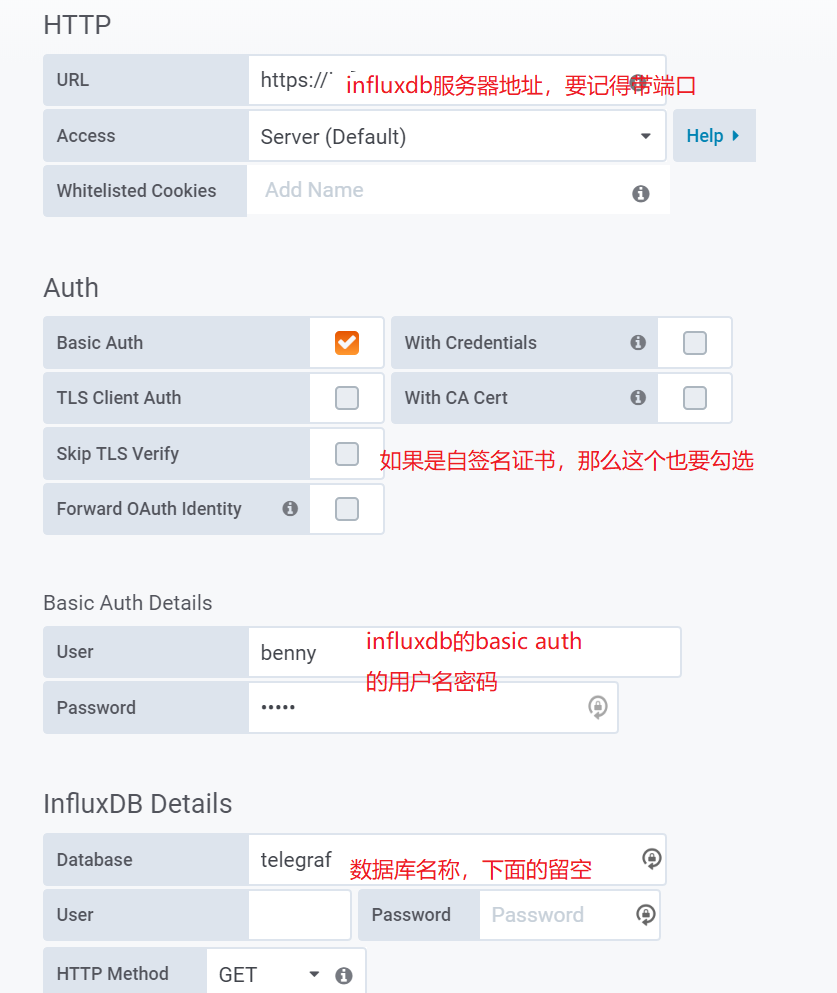 HTTP
URL https:// influxdb服务器地址，要记得带端口
Access Server (Default) Help
Whitelisted Cookies Add Name
Auth
Basic Auth With Credentials
TLS Client Auth With CA Cert
Skip TLS Verify 如果是自签名证书，那么这个也要勾选
Forward OAuth Identity
Basic Auth Details
User benny influxdb的basic auth
的用户名密码
Password •••••
InfluxDB Details
Database telegraf 数据库名称，下面的留空
User Password Password
HTTP Method GET